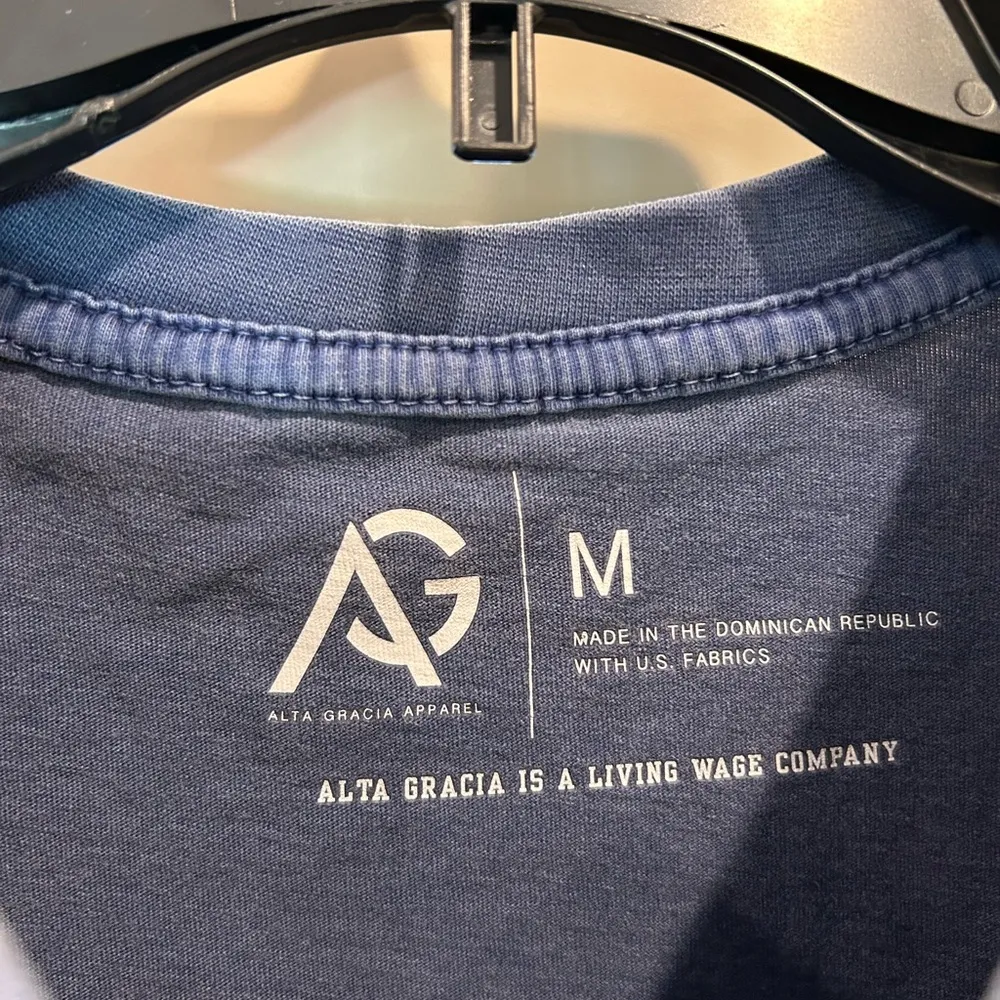 AG
ALTA GRACIA APPAREL
M
MADE IN THE DOMINICAN REPUBLIC
WITH U.S. FABRICS
ALTA GRACIA IS A LIVING WAGE COMPANY